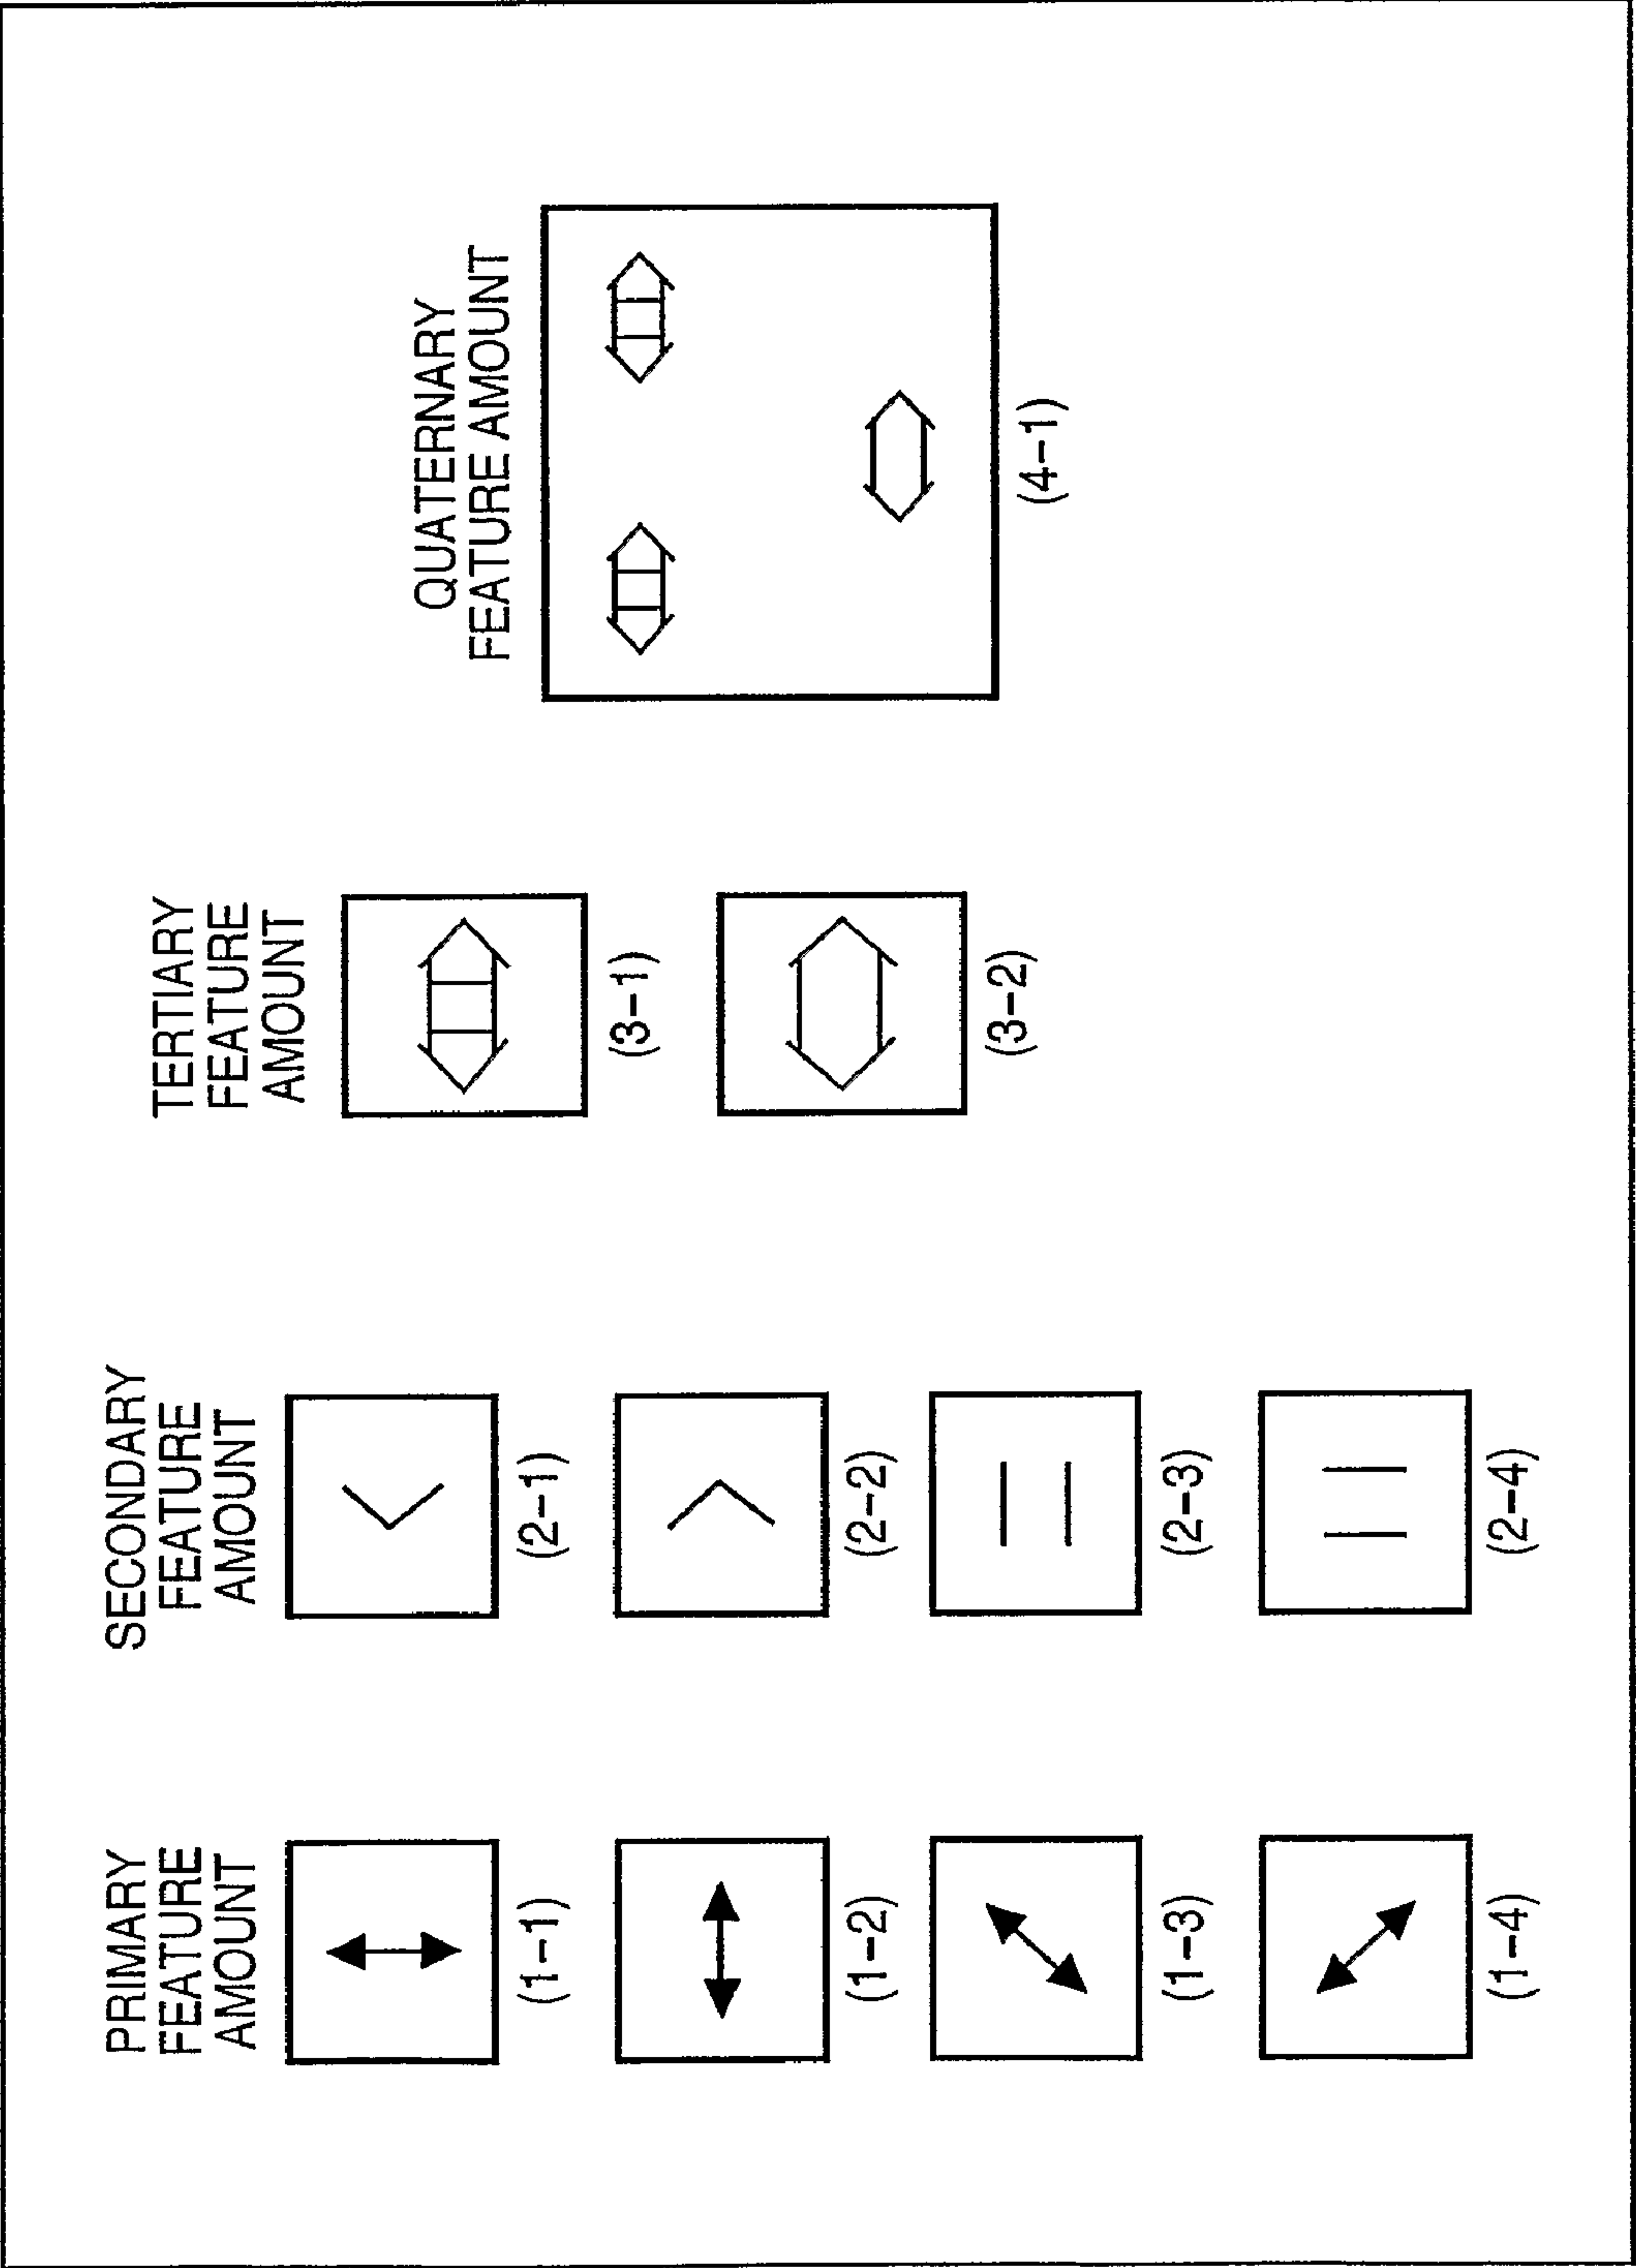 PRIMARY
FEATURE
AMOUNT
(1-1)
(1-2)
(1-3)
(1-4)
SECONDARY
FEATURE
AMOUNT
(2-1)
(2-2)
(2-3)
(2-4)
TERTIARY
FEATURE
AMOUNT
(3-1)
(3-2)
QUATERNARY
FEATURE AMOUNT
(4-1)